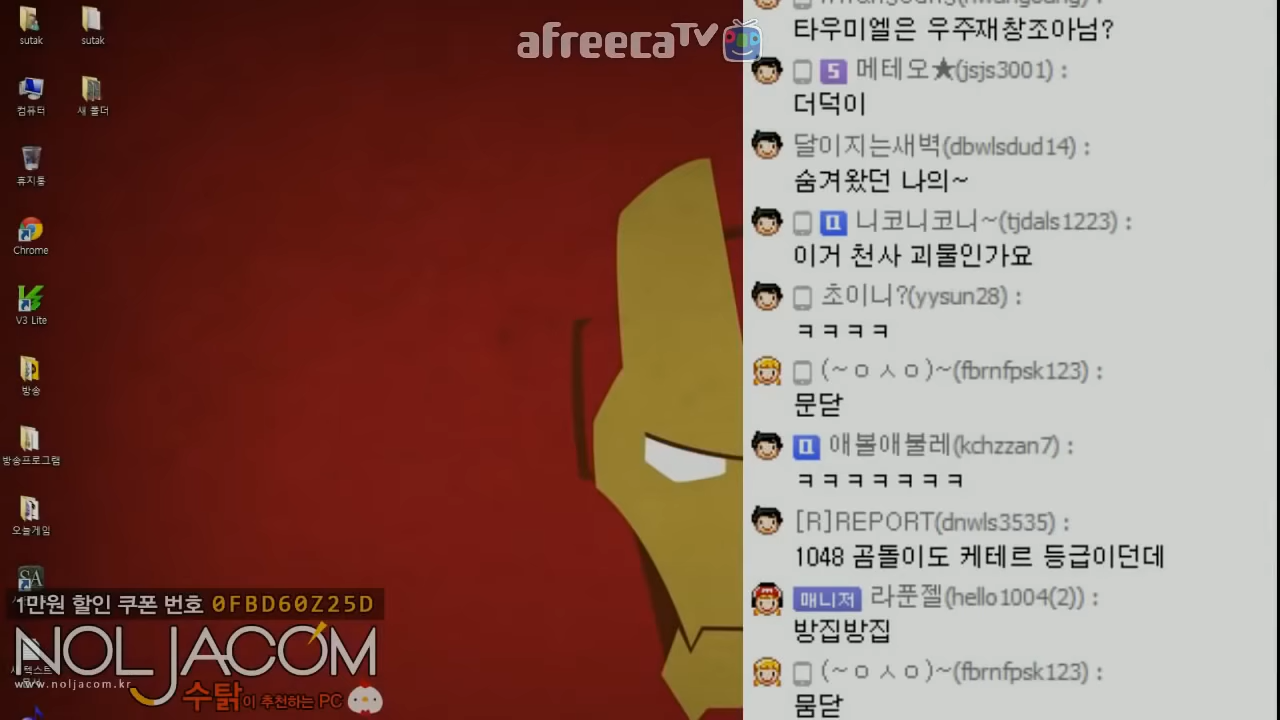 sutak
sutak
컴퓨터
새 폴더
휴지통
Chrome
V3 Lite
방송
방송프로그램
오늘게임
SA
1만원 할인 쿠폰 번호 0FBD60Z25D
NOLJACOM
www.noljacom.kr
수탉이 추천하는 PC
afreecaTV
타우미엘은 우주재창조아님?
5 메테오★(jsjs3001) :
더덕이
달이지는새벽(dbwlsdud14) :
숨겨왔던 나의~
니코니코니~(tjdals1223) :
이거 천사 괴물인가요
초이니?(yysun28) :
ㅋㅋㅋㅋ
(~ㅇㅅㅇ)~(fbrnfpsk123) :
문닫
애볼애불레(kchzzan7) :
ㅋㅋㅋㅋㅋㅋㅋ
[R]REPORT(dnwls3535) :
1048 곰돌이도 케테르 등급이던데
매니저 라푼젤(hello1004(2)) :
방집방집
(~ㅇㅅㅇ)~(fbrnfpsk123) :
뭄닫